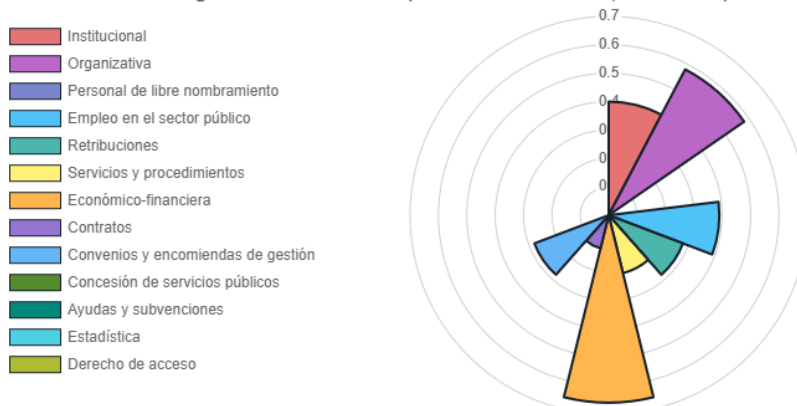 Institucional
Organizativa
Personal de libre nombramiento
Empleo en el sector público
Retribuciones
Servicios y procedimientos
Económico-financiera
Contratos
Convenios y encomiendas de gestión
Concesión de servicios públicos
Ayudas y subvenciones
Estadística
Derecho de acceso
0.7
0.6
0.5